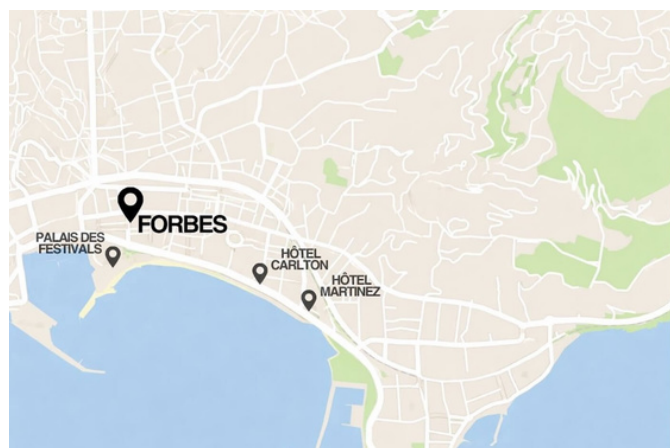 FORBES
PALAIS DES
FESTIVALS
HÔTEL
CARLTON
HÔTEL
MARTINEZ